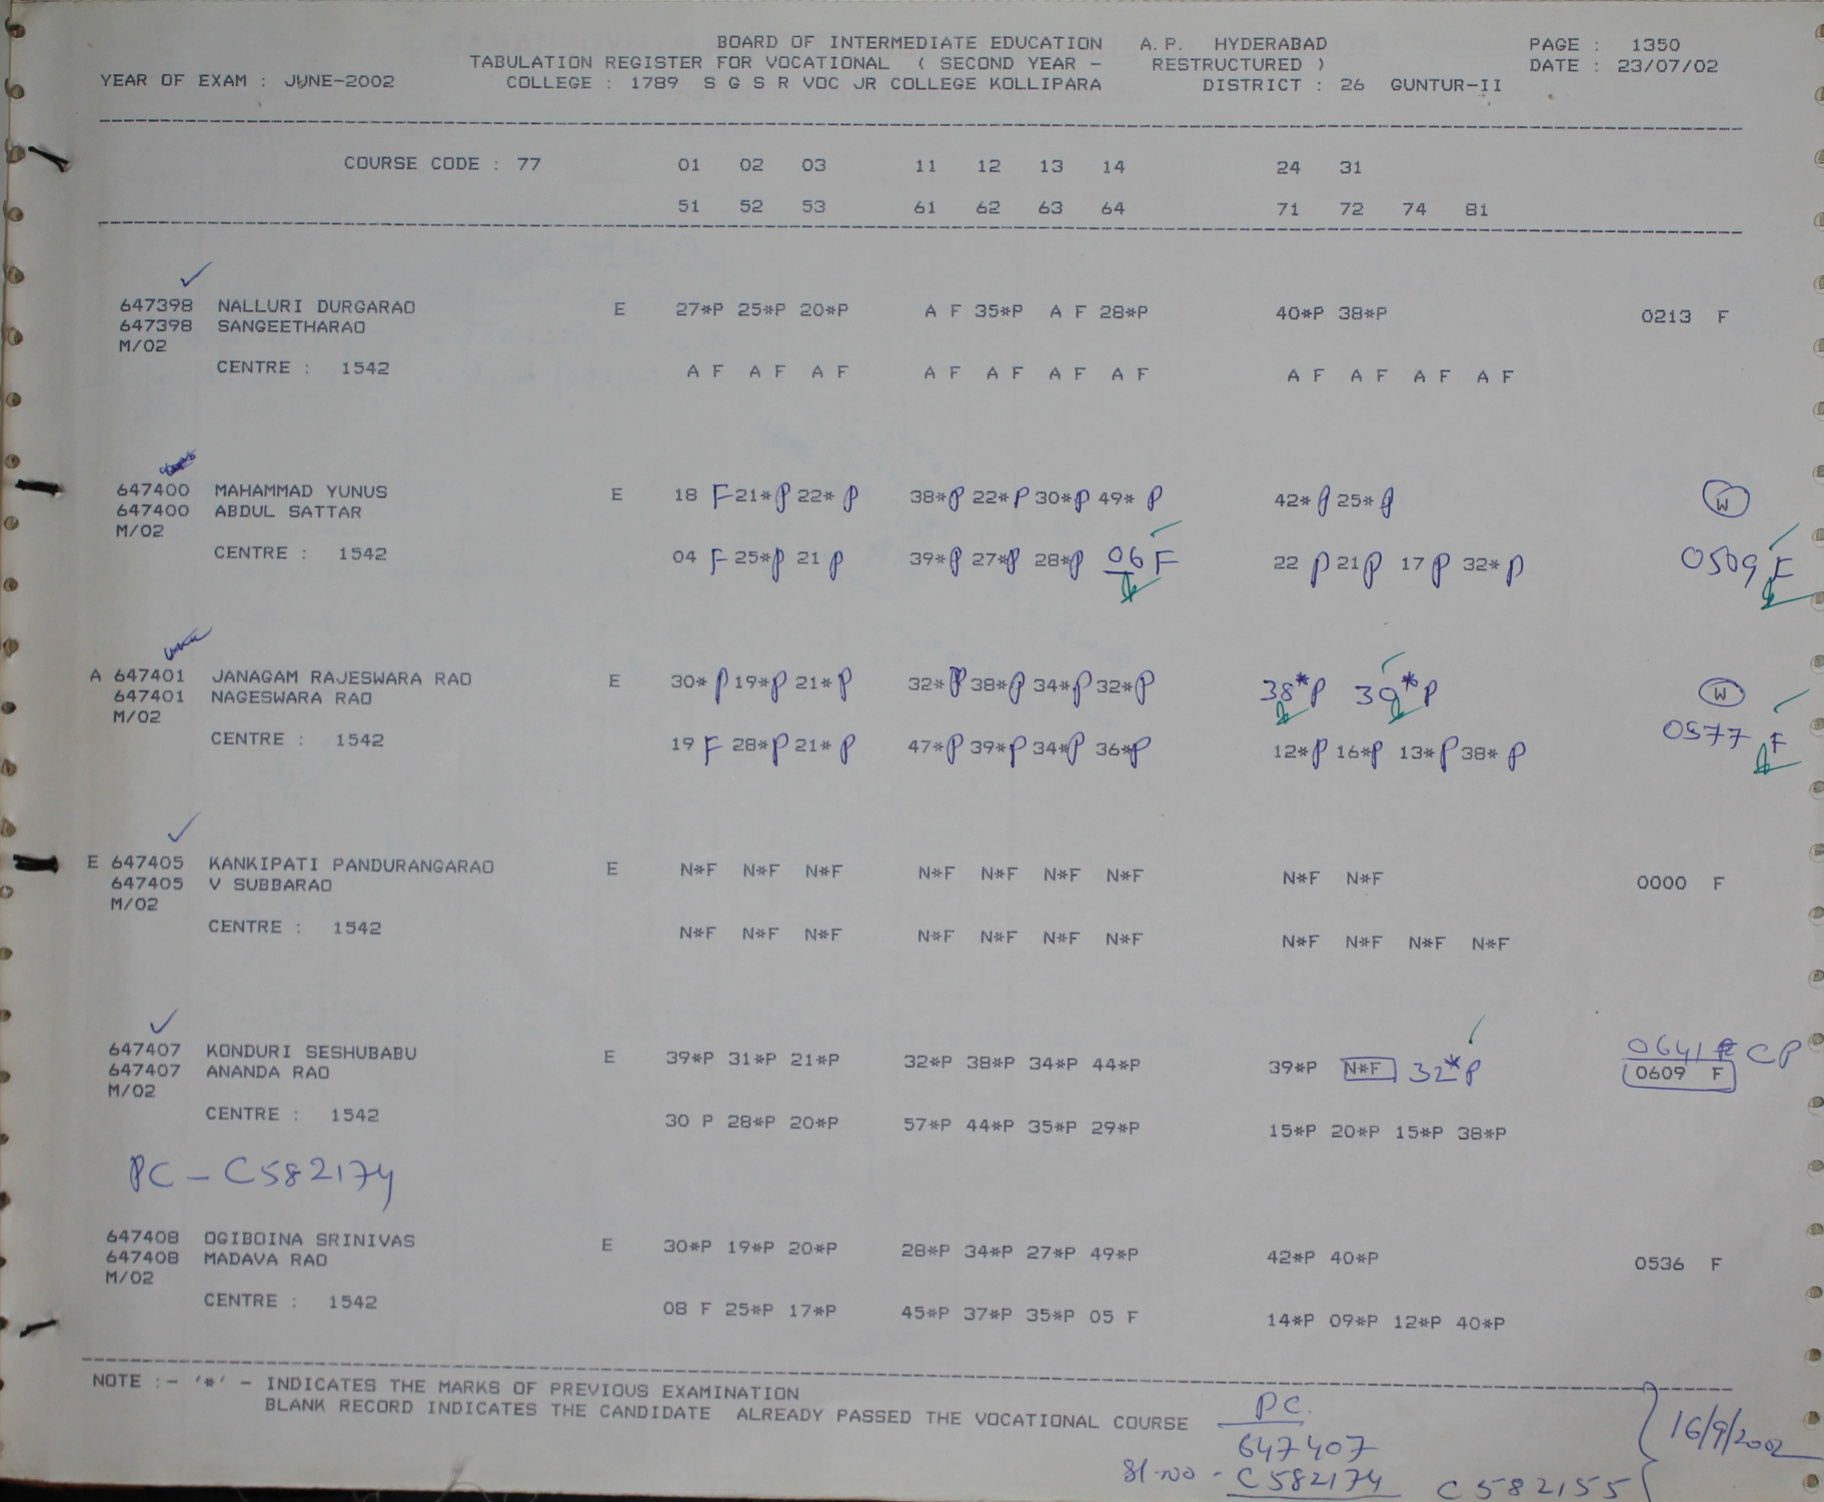 BOARD OF INTERMEDIATE EDUCATION A.P. HYDERABAD PAGE : 1350
TABULATION REGISTER FOR VOCATIONAL ( SECOND YEAR - RESTRUCTURED ) DATE : 23/07/02
YEAR OF EXAM : JUNE-2002 COLLEGE : 1789 S G S R VOC JR COLLEGE KOLLIPARA DISTRICT : 26 GUNTUR-II
COURSE CODE : 77 01 02 03 11 12 13 14 24 31
51 52 53 61 62 63 64 71 72 74 81
647398 NALLURI DURGARAO E 27*P 25*P 20*P A F 35*P A F 28*P 40*P 38*P 0213 F
647398 SANGEETHARAO
M/02
CENTRE : 1542 A F A F A F A F A F A F A F A F A F A F A F
647400 MAHAMMAD YUNUS E 18 F 21*P 22*P 38*P 22*P 30*P 49*P 42*P 25*P W
647400 ABDUL SATTAR
M/02
CENTRE : 1542 04 F 25*P 21 P 39*P 27*P 28*P 06 F 22 P 21 P 17 P 32*P 0509 F
A 647401 JANAGAM RAJESWARA RAO E 30*P 19*P 21*P 32*P 38*P 34*P 32*P 38*P 39*P W
647401 NAGESWARA RAO
M/02
CENTRE : 1542 19 F 28*P 21*P 47*P 39*P 34*P 36*P 12*P 16*P 13*P 38*P 0577 F
E 647405 KANKIPATI PANDURANGARAO E N*F N*F N*F N*F N*F N*F N*F N*F N*F 0000 F
647405 V SUBBARAO
M/02
CENTRE : 1542 N*F N*F N*F N*F N*F N*F N*F N*F N*F N*F N*F
647407 KONDURI SESHUBABU E 39*P 31*P 21*P 32*P 38*P 34*P 44*P 39*P N*F 32*P 0641 CP
647407 ANANDA RAO 0609 F
M/02
CENTRE : 1542 30 P 28*P 20*P 57*P 44*P 35*P 29*P 15*P 20*P 15*P 38*P
PC - C582174
647408 OGIBOINA SRINIVAS E 30*P 19*P 20*P 28*P 34*P 27*P 49*P 42*P 40*P 0536 F
647408 MADAVA RAO
M/02
CENTRE : 1542 08 F 25*P 17*P 45*P 37*P 35*P 05 F 14*P 09*P 12*P 40*P
NOTE :- '*' - INDICATES THE MARKS OF PREVIOUS EXAMINATION
BLANK RECORD INDICATES THE CANDIDATE ALREADY PASSED THE VOCATIONAL COURSE
PC.
647407
Sl-no - C582174 C582155 16/9/2002